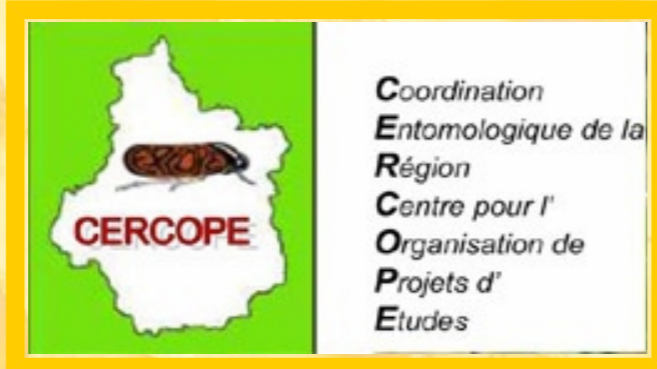 CERCOPE
Coordination
Entomologique de la
Région
Centre pour l'
Organisation de
Projets d'
Etudes